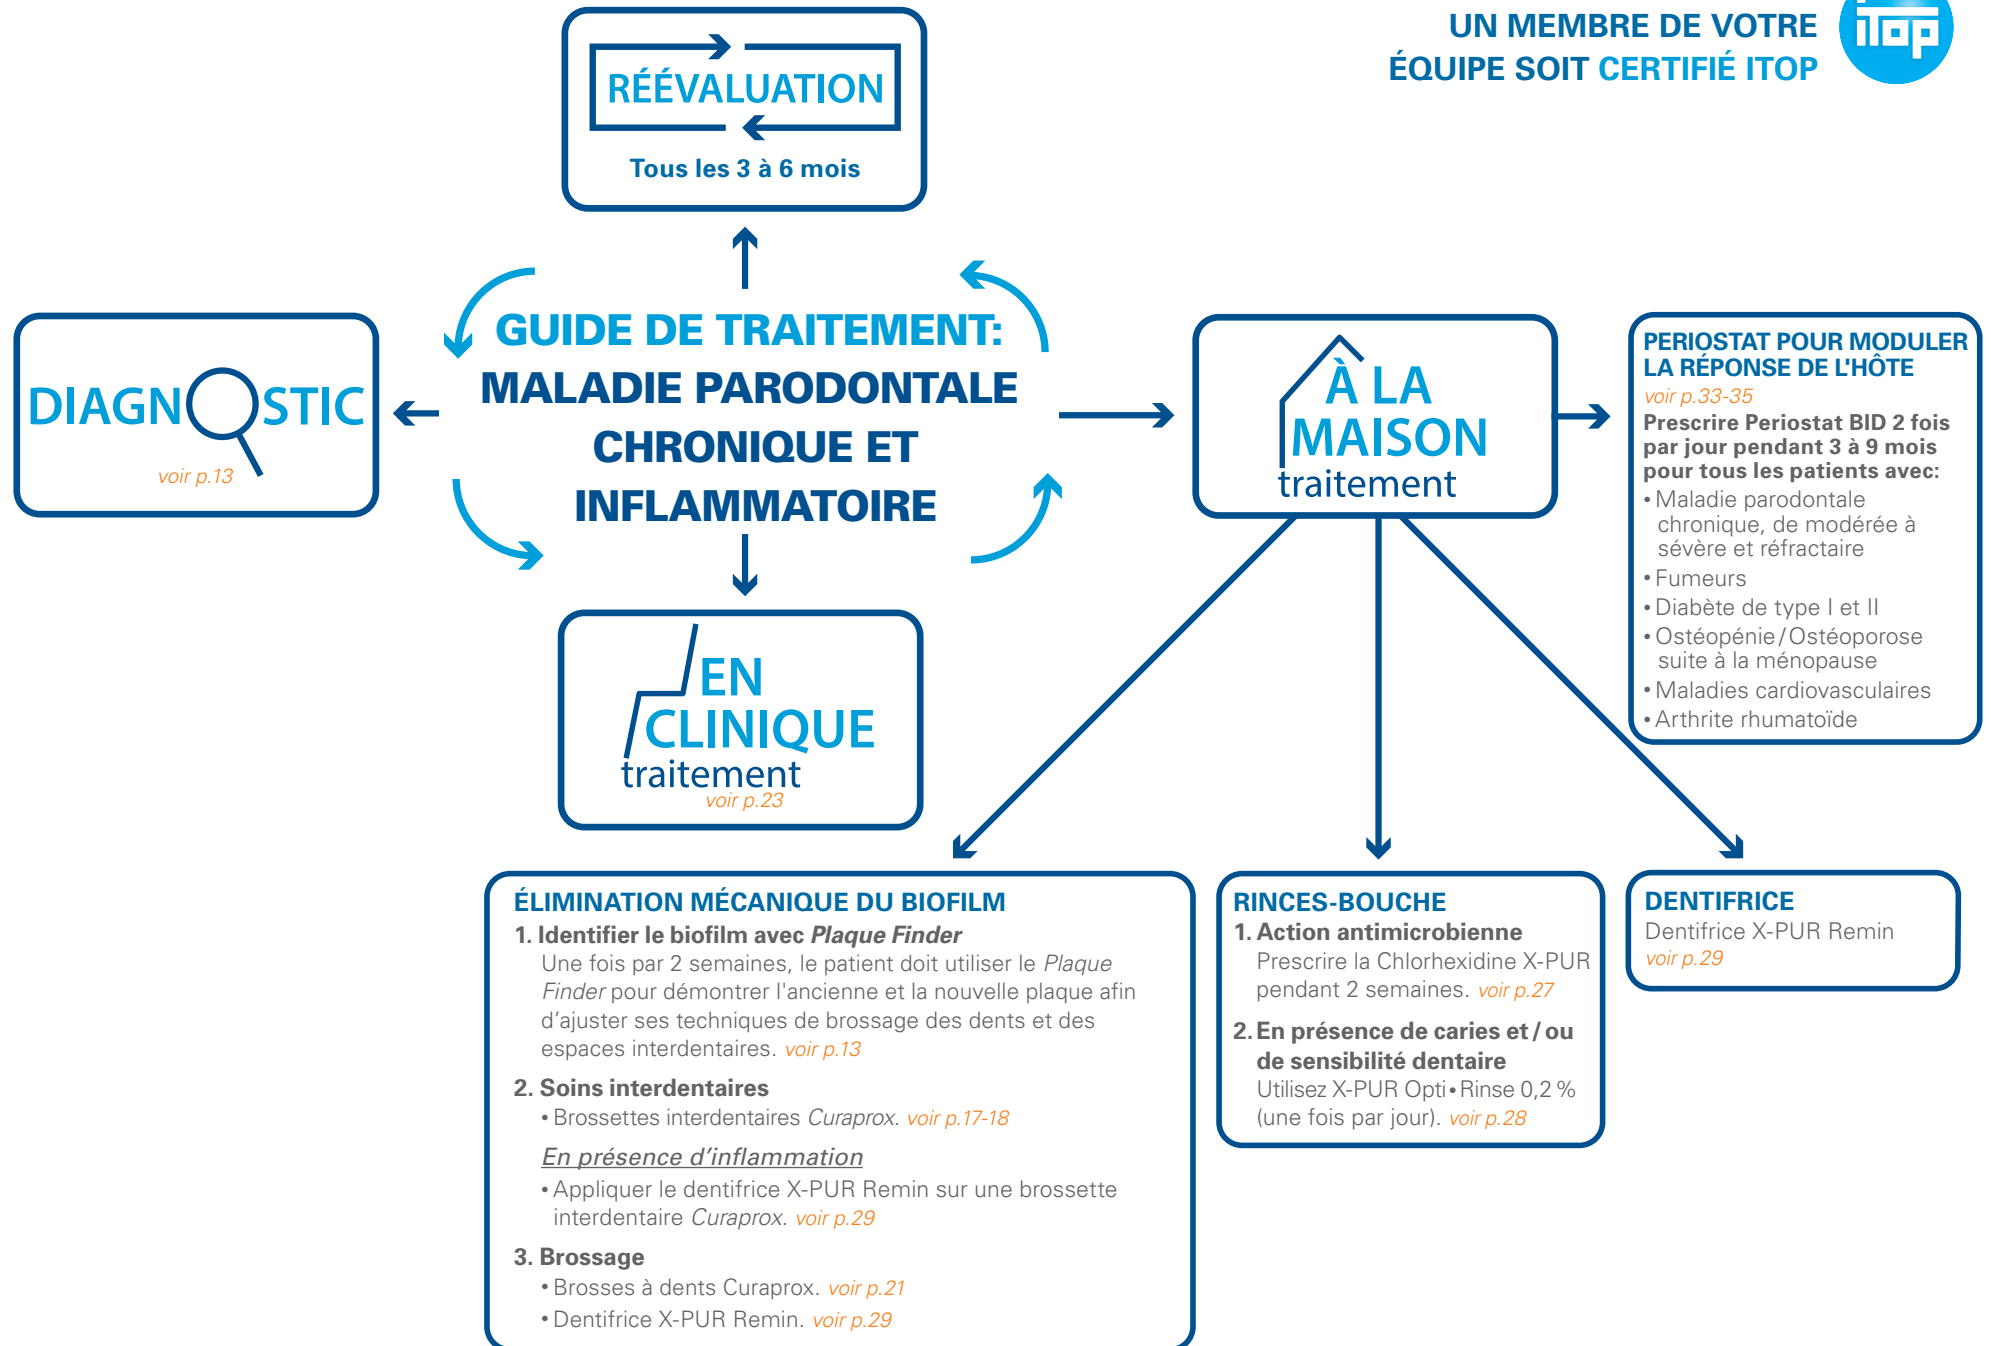 UN MEMBRE DE VOTRE
ÉQUIPE SOIT CERTIFIÉ ITOP
iTop
RÉÉVALUATION
Tous les 3 à 6 mois
GUIDE DE TRAITEMENT:
MALADIE PARODONTALE
CHRONIQUE ET
INFLAMMATOIRE
DIAGNOSTIC
voir p.13
EN
CLINIQUE
traitement
voir p.23
À LA
MAISON
traitement
PERIOSTAT POUR MODULER
LA RÉPONSE DE L'HÔTE
voir p.33-35
Prescrire Periostat BID 2 fois
par jour pendant 3 à 9 mois
pour tous les patients avec:
• Maladie parodontale
chronique, de modérée à
sévère et réfractaire
• Fumeurs
• Diabète de type I et II
• Ostéopénie/Ostéoporose
suite à la ménopause
• Maladies cardiovasculaires
• Arthrite rhumatoïde
ÉLIMINATION MÉCANIQUE DU BIOFILM
1. Identifier le biofilm avec Plaque Finder
Une fois par 2 semaines, le patient doit utiliser le Plaque
Finder pour démontrer l'ancienne et la nouvelle plaque afin
d’ajuster ses techniques de brossage des dents et des
espaces interdentaires. voir p.13
2. Soins interdentaires
• Brossettes interdentaires Curaprox. voir p.17-18
En présence d’inflammation
• Appliquer le dentifrice X-PUR Remin sur une brossette
interdentaire Curaprox. voir p.29
3. Brossage
• Brosses à dents Curaprox. voir p.21
• Dentifrice X-PUR Remin. voir p.29
RINCES-BOUCHE
1. Action antimicrobienne
Prescrire la Chlorhexidine X-PUR
pendant 2 semaines. voir p.27
2. En présence de caries et/ou
de sensibilité dentaire
Utilisez X-PUR Opti•Rinse 0,2 %
(une fois par jour). voir p.28
DENTIFRICE
Dentifrice X-PUR Remin
voir p.29